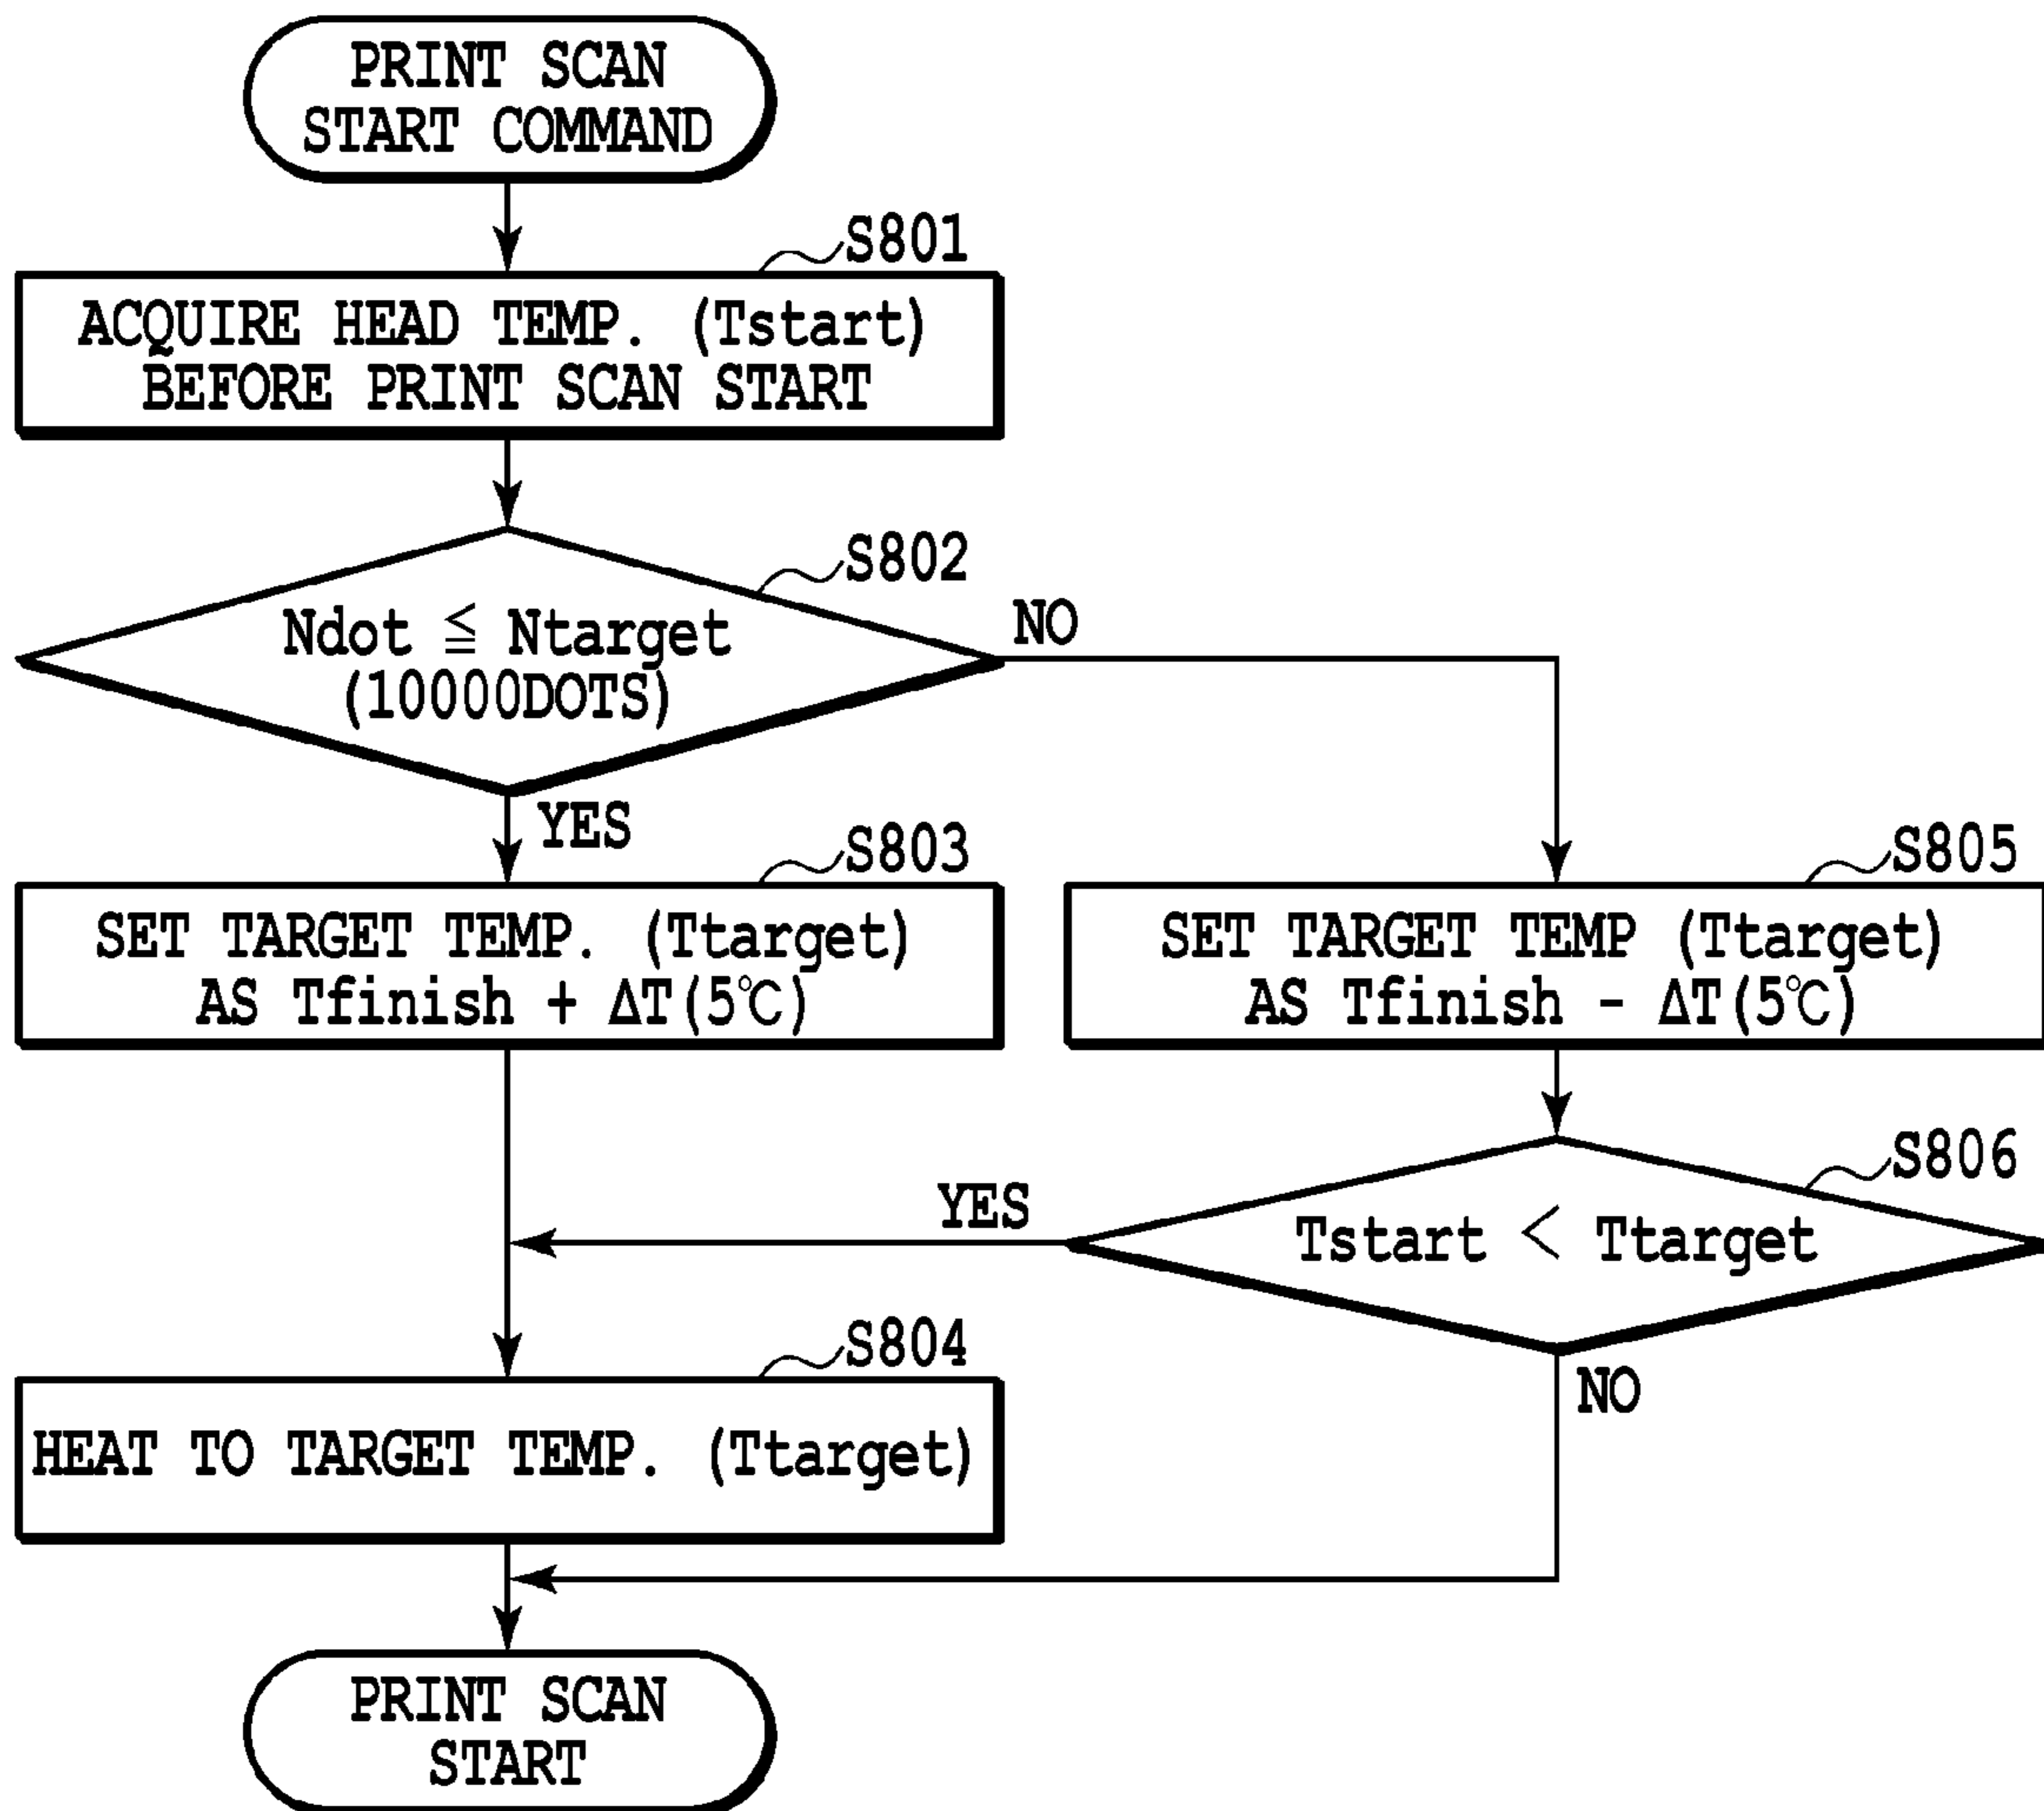 PRINT SCAN
START COMMAND
S801
ACQUIRE HEAD TEMP. (Tstart)
BEFORE PRINT SCAN START
S802
Ndot ≦ Ntarget
(10000DOTS)
NO
YES
S803
SET TARGET TEMP. (Ttarget)
AS Tfinish + ΔT(5℃)
S805
SET TARGET TEMP (Ttarget)
AS Tfinish - ΔT(5℃)
S806
Tstart < Ttarget
YES
NO
S804
HEAT TO TARGET TEMP. (Ttarget)
PRINT SCAN
START